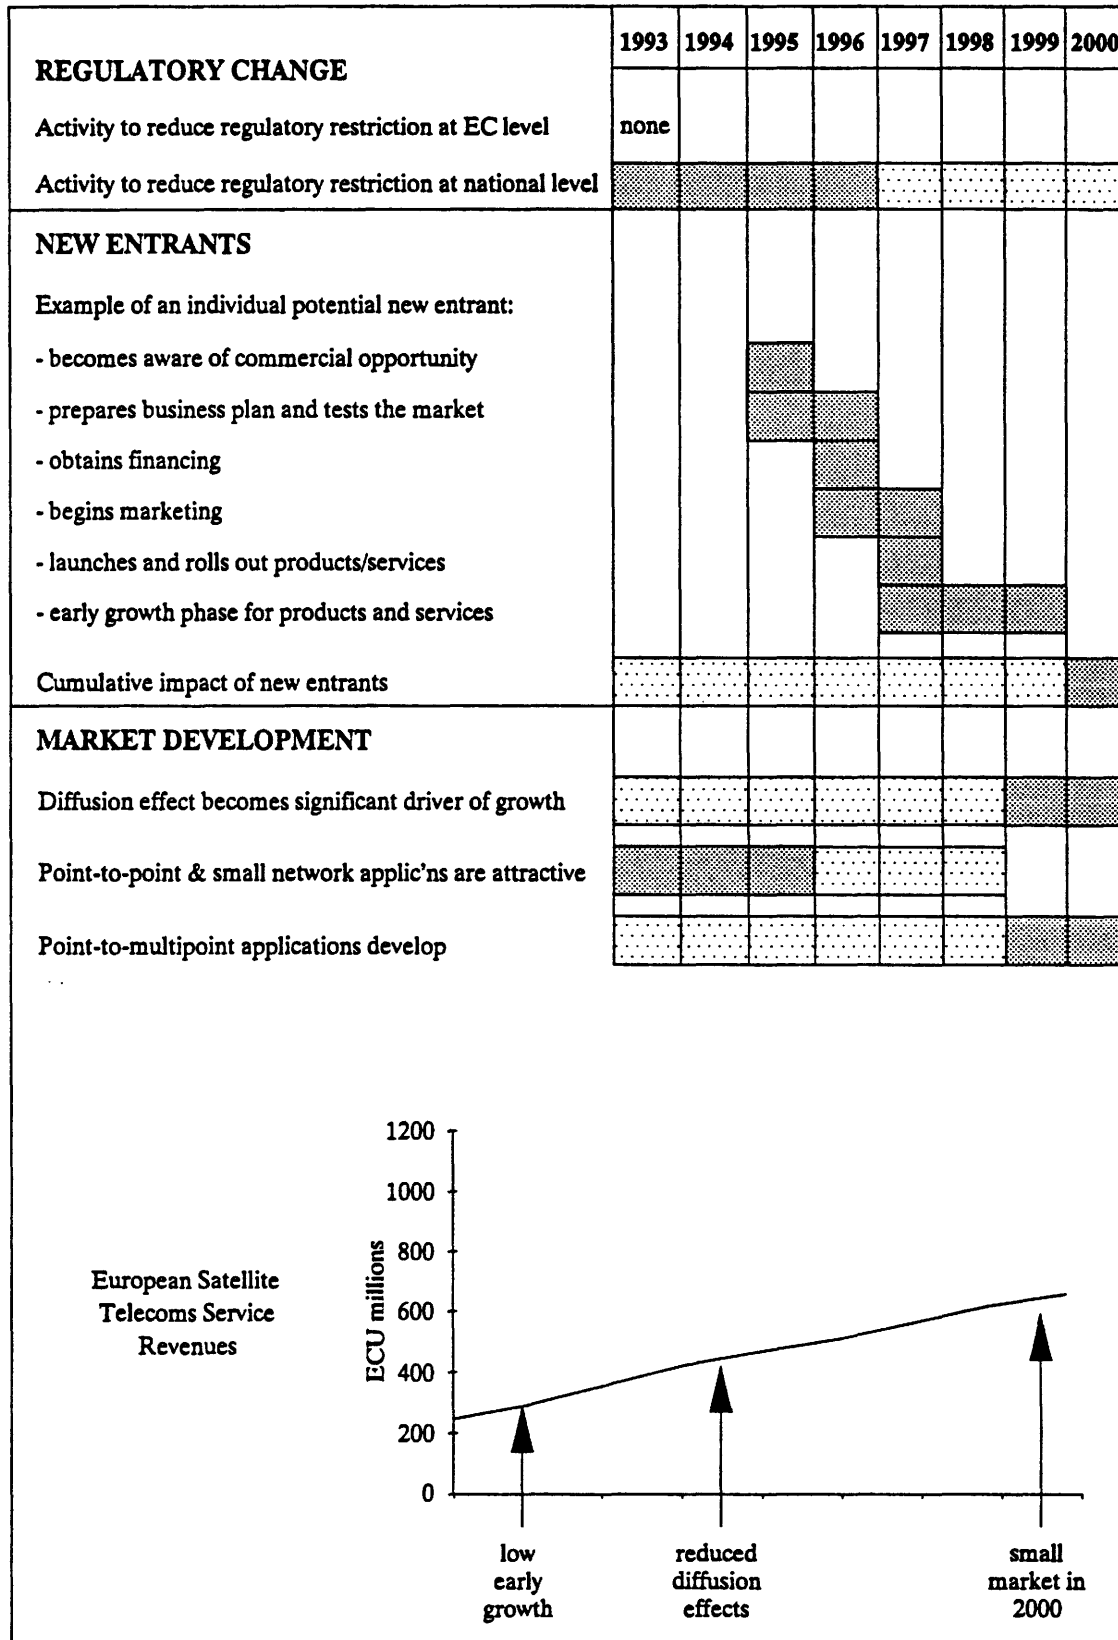 1993 1994 1995 1996 1997 1998 1999 2000
REGULATORY CHANGE
Activity to reduce regulatory restriction at EC level none
Activity to reduce regulatory restriction at national level
NEW ENTRANTS
Example of an individual potential new entrant:
- becomes aware of commercial opportunity
- prepares business plan and tests the market
- obtains financing
- begins marketing
- launches and rolls out products/services
- early growth phase for products and services
Cumulative impact of new entrants
MARKET DEVELOPMENT
Diffusion effect becomes significant driver of growth
Point-to-point & small network applic'ns are attractive
Point-to-multipoint applications develop
European Satellite
Telecoms Service
Revenues
ECU millions
1200
1000
800
600
400
200
0
low
early
growth
reduced
diffusion
effects
small
market in
2000